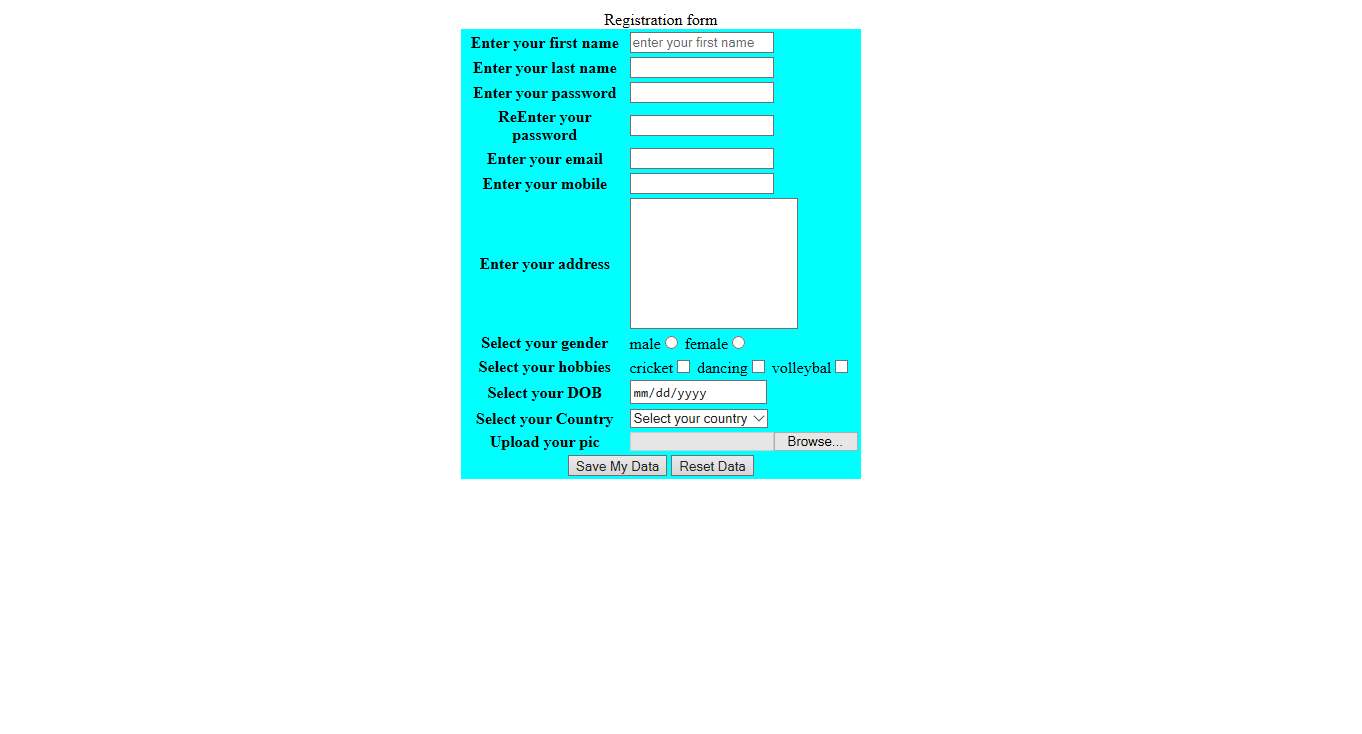 Registration form
Enter your first name enter your first name
Enter your last name
Enter your password
ReEnter your
password
Enter your email
Enter your mobile
Enter your address
Select your gender male female
Select your hobbies cricket dancing volleybal
Select your DOB mm/dd/yyyy
Select your Country Select your country
Upload your pic Browse...
Save My Data Reset Data